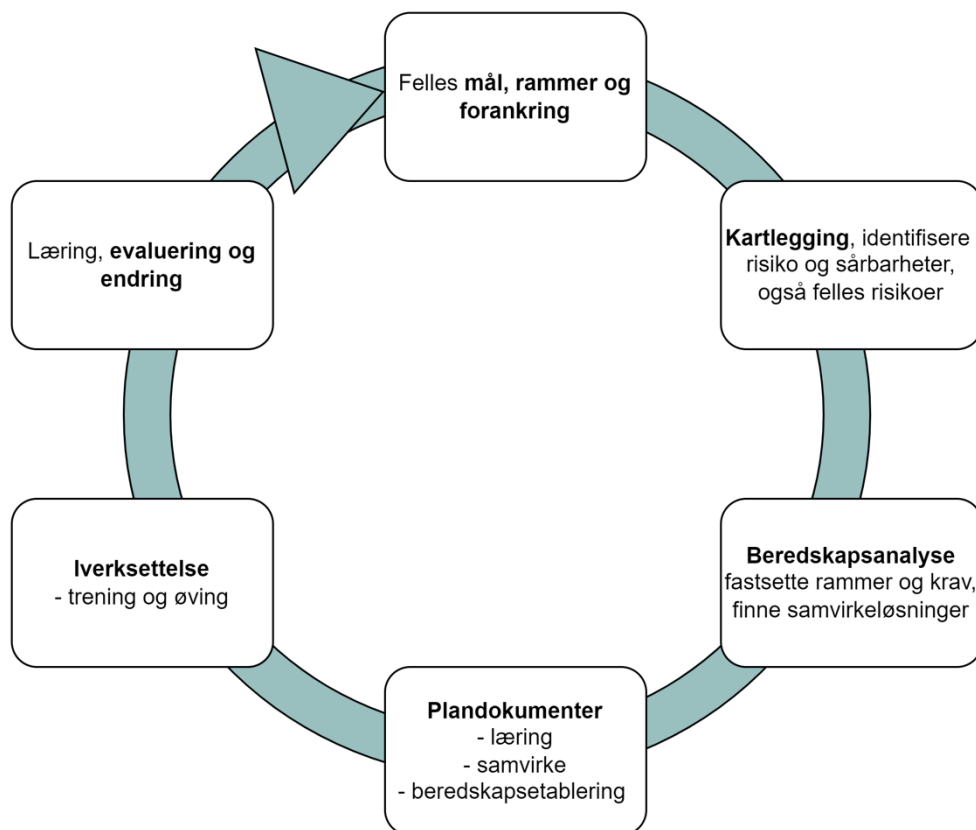 Felles mål, rammer og
forankring
Kartlegging, identifisere
risiko og sårbarheter,
også felles risikoer
Beredskapsanalyse
fastsette rammer og krav,
finne samvirkeløsninger
Plandokumenter
- læring
- samvirke
- beredskapsetablering
Iverksettelse
- trening og øving
Læring, evaluering og
endring